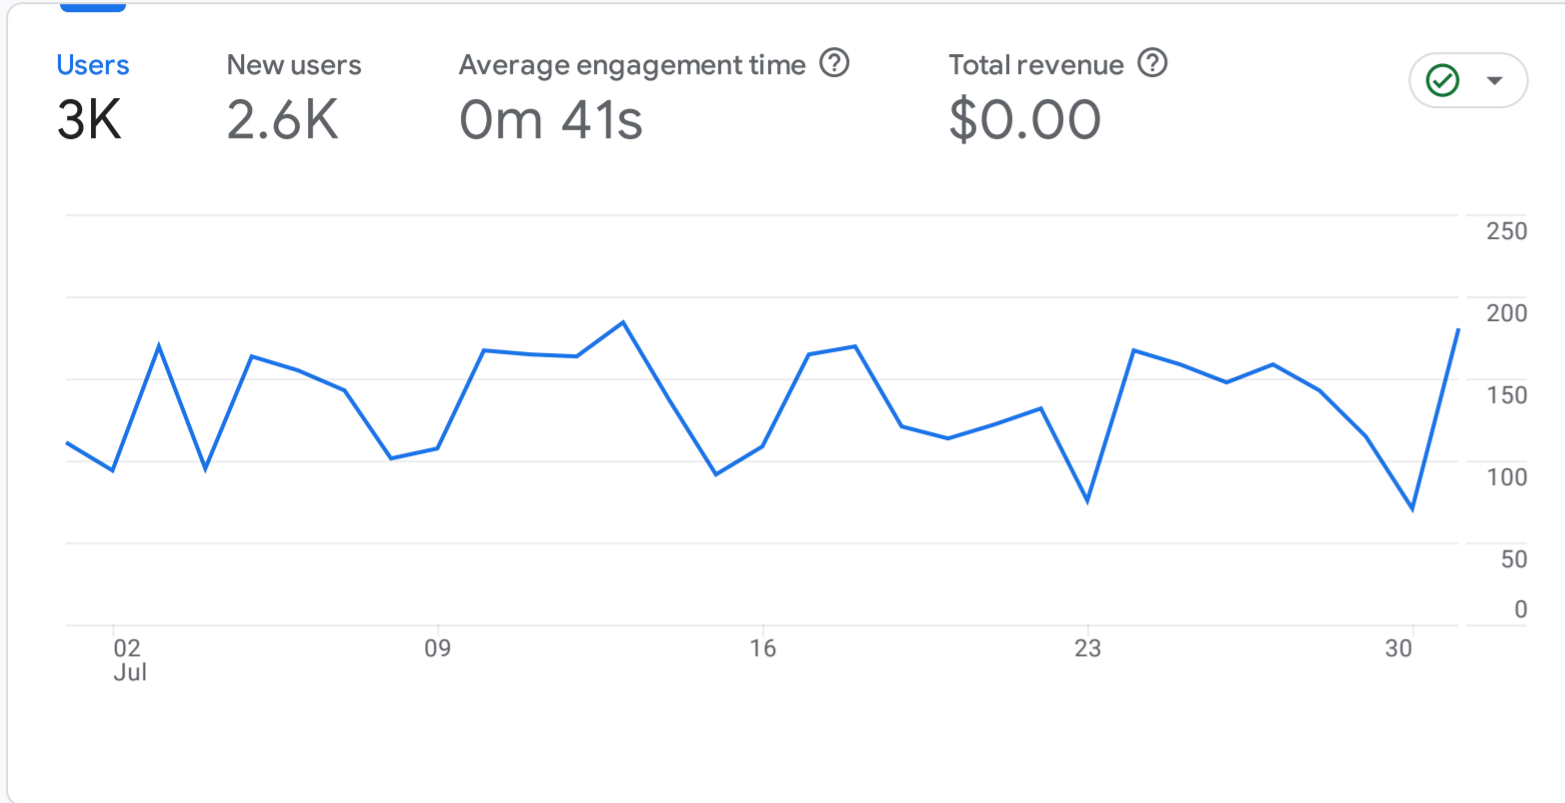 Users
3K
New users
2.6K
Average engagement time
0m 41s
Total revenue
$0.00
250
200
150
100
50
0
02
Jul
09
16
23
30